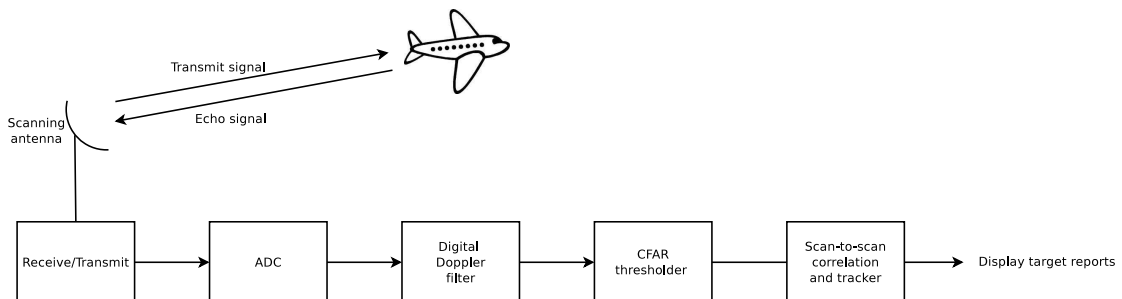 Transmit signal
Echo signal
Scanning
antenna
Receive/Transmit
ADC
Digital
Doppler
filter
CFAR
thresholder
Scan-to-scan
correlation
and tracker
Display target reports